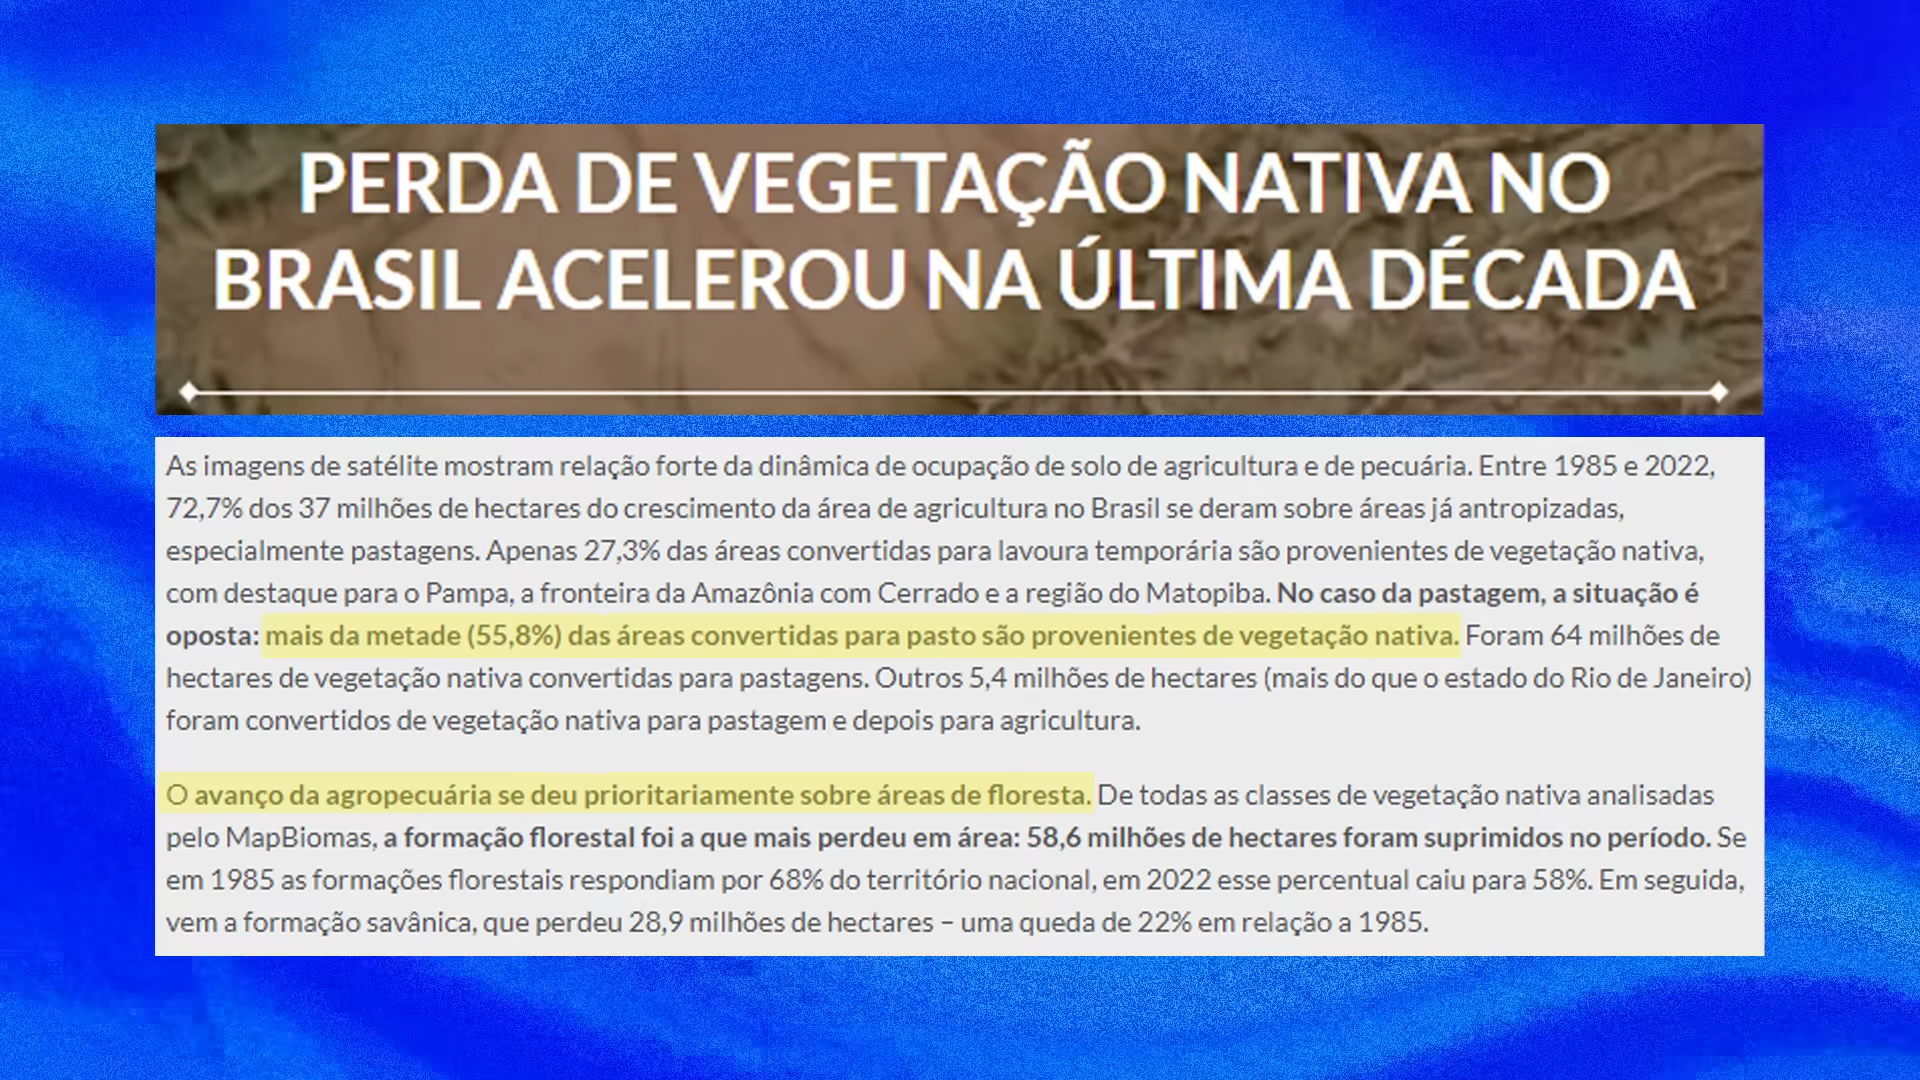 PERDA DE VEGETAÇÃO NATIVA NO
BRASIL ACELEROU NA ÚLTIMA DÉCADA
As imagens de satélite mostram relação forte da dinâmica de ocupação de solo de agricultura e de pecuária. Entre 1985 e 2022,
72,7% dos 37 milhões de hectares do crescimento da área de agricultura no Brasil se deram sobre áreas já antropizadas,
especialmente pastagens. Apenas 27,3% das áreas convertidas para lavoura temporária são provenientes de vegetação nativa,
com destaque para o Pampa, a fronteira da Amazônia com Cerrado e a região do Matopiba. No caso da pastagem, a situação é
oposta: mais da metade (55,8%) das áreas convertidas para pasto são provenientes de vegetação nativa. Foram 64 milhões de
hectares de vegetação nativa convertidas para pastagens. Outros 5,4 milhões de hectares (mais do que o estado do Rio de Janeiro)
foram convertidos de vegetação nativa para pastagem e depois para agricultura.
O avanço da agropecuária se deu prioritariamente sobre áreas de floresta. De todas as classes de vegetação nativa analisadas
pelo MapBiomas, a formação florestal foi a que mais perdeu em área: 58,6 milhões de hectares foram suprimidos no período. Se
em 1985 as formações florestais respondiam por 68% do território nacional, em 2022 esse percentual caiu para 58%. Em seguida,
vem a formação savânica, que perdeu 28,9 milhões de hectares – uma queda de 22% em relação a 1985.